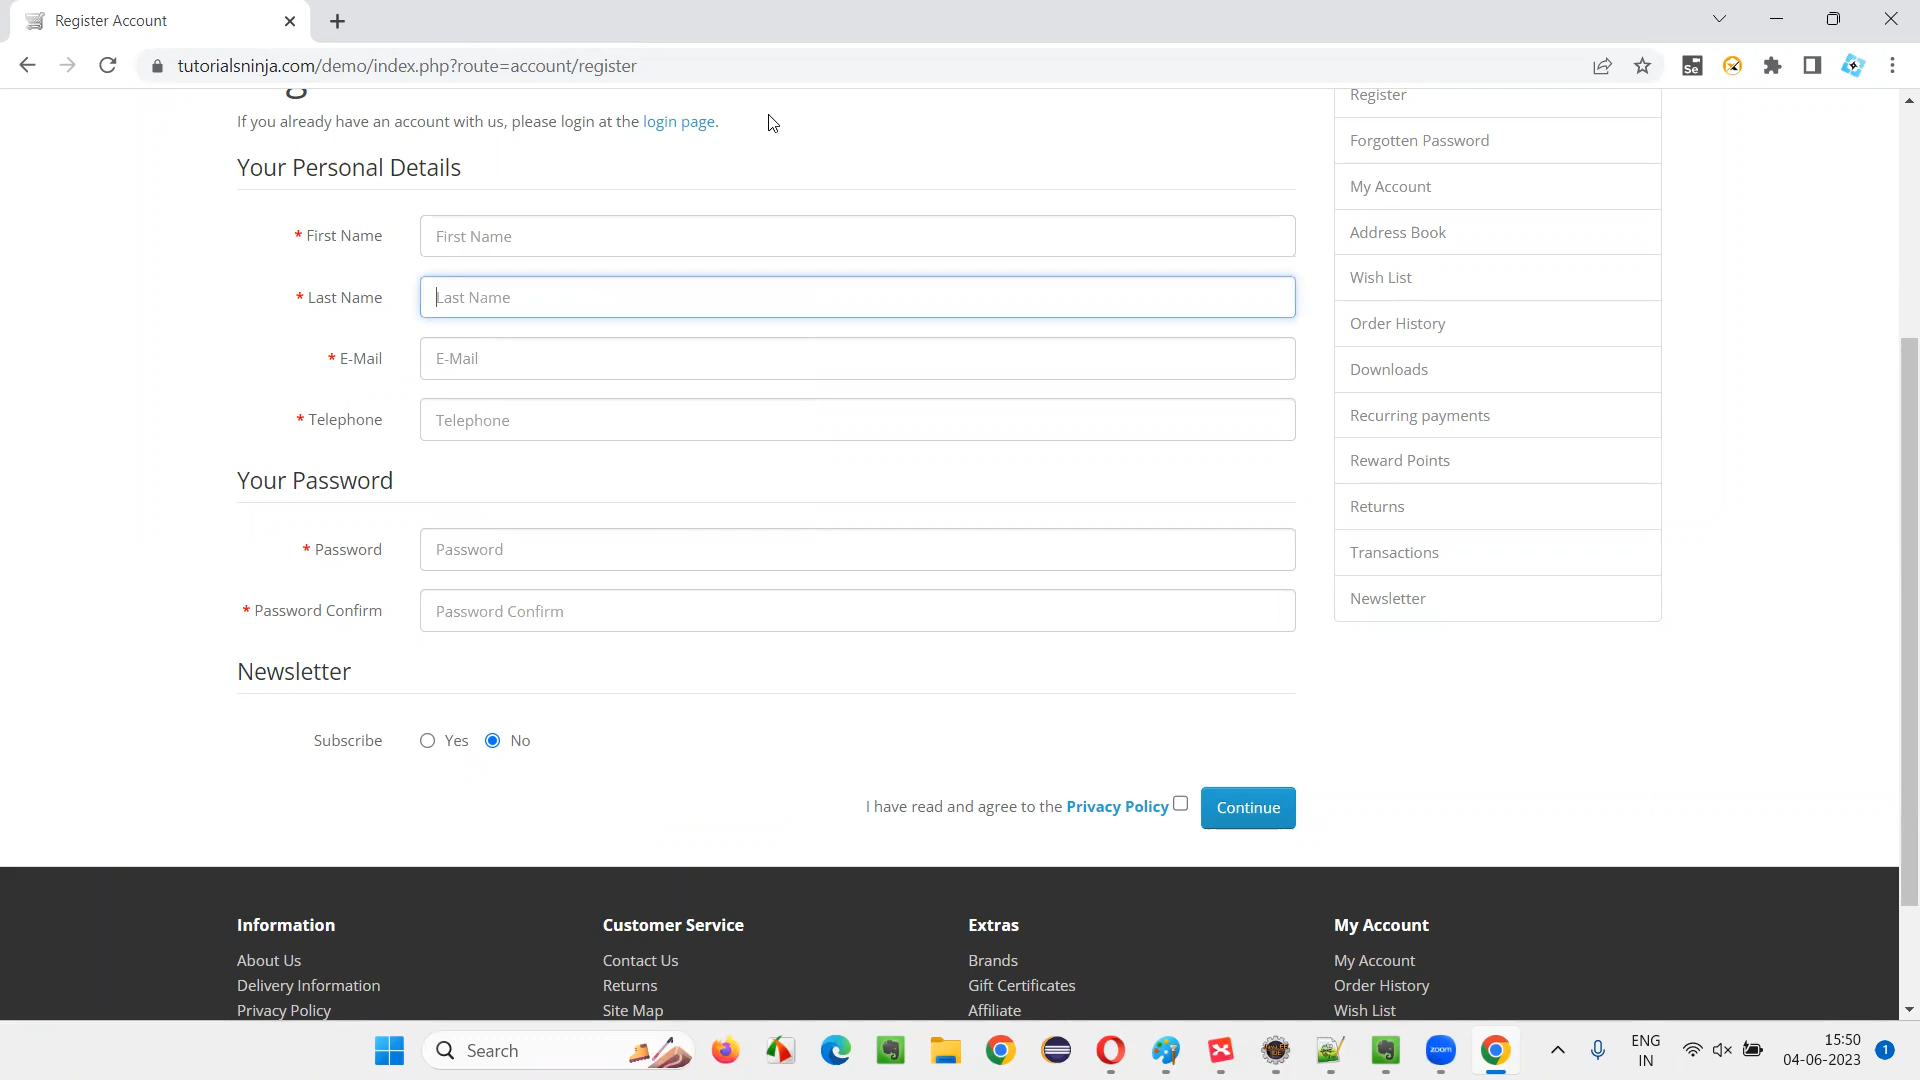 Register Account
tutorialsninja.com/demo/index.php?route=account/register
Se
If you already have an account with us, please login at the login page.
Your Personal Details
* First Name
First Name
* Last Name
Last Name
* E-Mail
E-Mail
* Telephone
Telephone
Your Password
* Password
Password
* Password Confirm
Password Confirm
Newsletter
Subscribe
Yes
No
I have read and agree to the Privacy Policy
Continue
Register
Forgotten Password
My Account
Address Book
Wish List
Order History
Downloads
Recurring payments
Reward Points
Returns
Transactions
Newsletter
Information
About Us
Delivery Information
Privacy Policy
Customer Service
Contact Us
Returns
Site Map
Extras
Brands
Gift Certificates
Affiliate
My Account
My Account
Order History
Wish List
Search
zoom
ENG
IN
15:50
04-06-2023
1